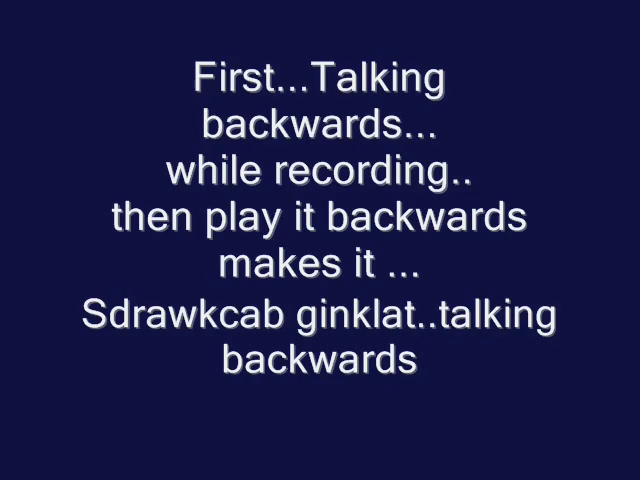 First...Talking
backwards...
while recording..
then play it backwards
makes it ...
Sdrawkcab ginklat..talking
backwards